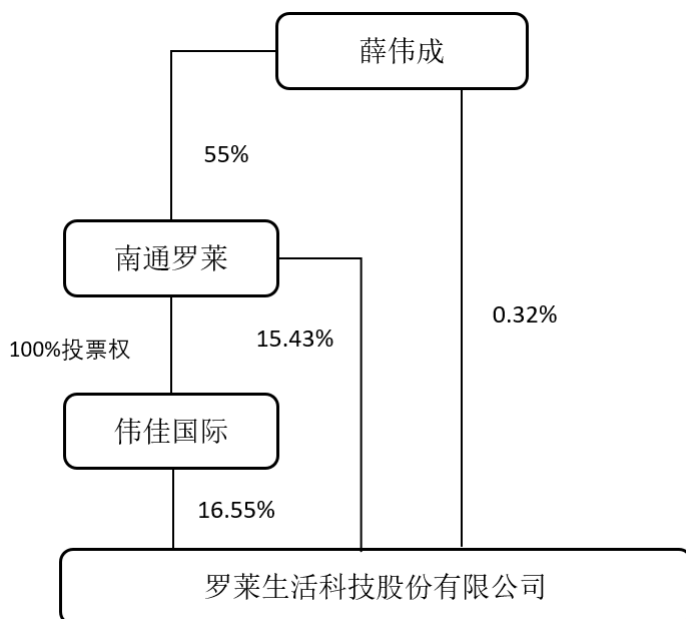 薛伟成
55%
南通罗莱
0.32%
15.43%
100%投票权
伟佳国际
16.55%
罗莱生活科技股份有限公司